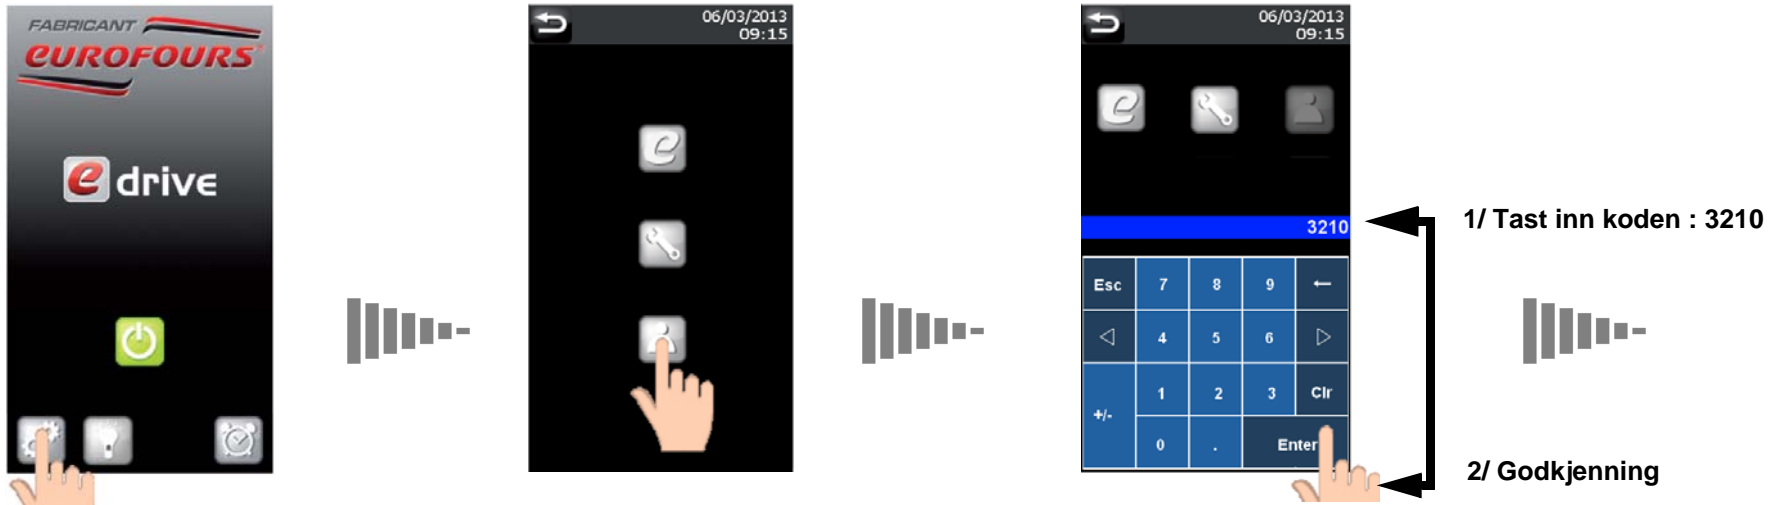 FABRICANT
eUROFOURS
e drive
06/03/2013
09:15
e
06/03/2013
09:15
e
3210
Esc 7 8 9 ←
◁ 4 5 6 ▷
+/- 1 2 3 Clr
0 . Enter
1/ Tast inn koden : 3210
2/ Godkjenning